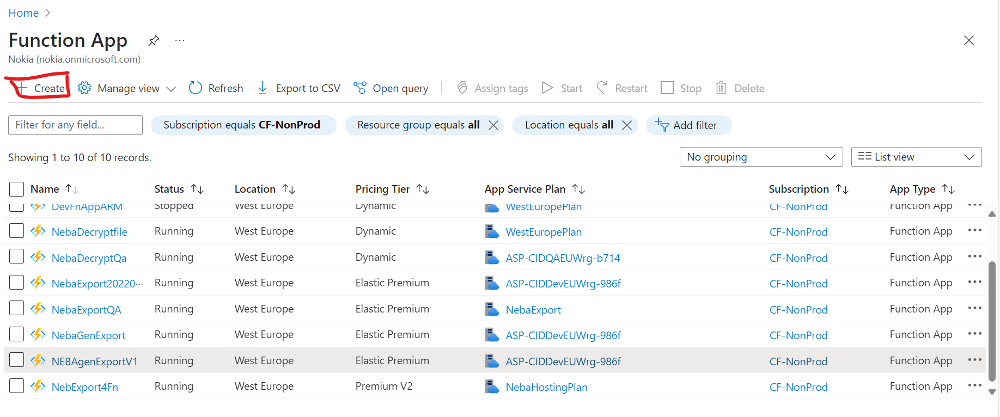 Home >
Function App ...
Nokia (nokia.onmicrosoft.com)
+ Create Manage view Refresh Export to CSV Open query Assign tags Start Restart Stop Delete
Filter for any field... Subscription equals CF-NonProd Resource group equals all Location equals all Add filter
Showing 1 to 10 of 10 records. No grouping List view
Name Status Location Pricing Tier App Service Plan Subscription App Type
DevFnAppARM Stopped West Europe Dynamic WestEuropePlan CF-NonProd Function App ...
NebaDecryptfile Running West Europe Dynamic WestEuropePlan CF-NonProd Function App ...
NebaDecryptQa Running West Europe Dynamic ASP-CIDQAEUWrg-b714 CF-NonProd Function App ...
NebaExport20220... Running West Europe Elastic Premium ASP-CIDDevEUWrg-986f CF-NonProd Function App ...
NebaExportQA Running West Europe Elastic Premium NebaExport CF-NonProd Function App ...
NebaGenExport Running West Europe Elastic Premium ASP-CIDDevEUWrg-986f CF-NonProd Function App ...
NEBAgenExportV1 Running West Europe Elastic Premium ASP-CIDDevEUWrg-986f CF-NonProd Function App ...
NebExport4Fn Running West Europe Premium V2 NebaHostingPlan CF-NonProd Function App ...